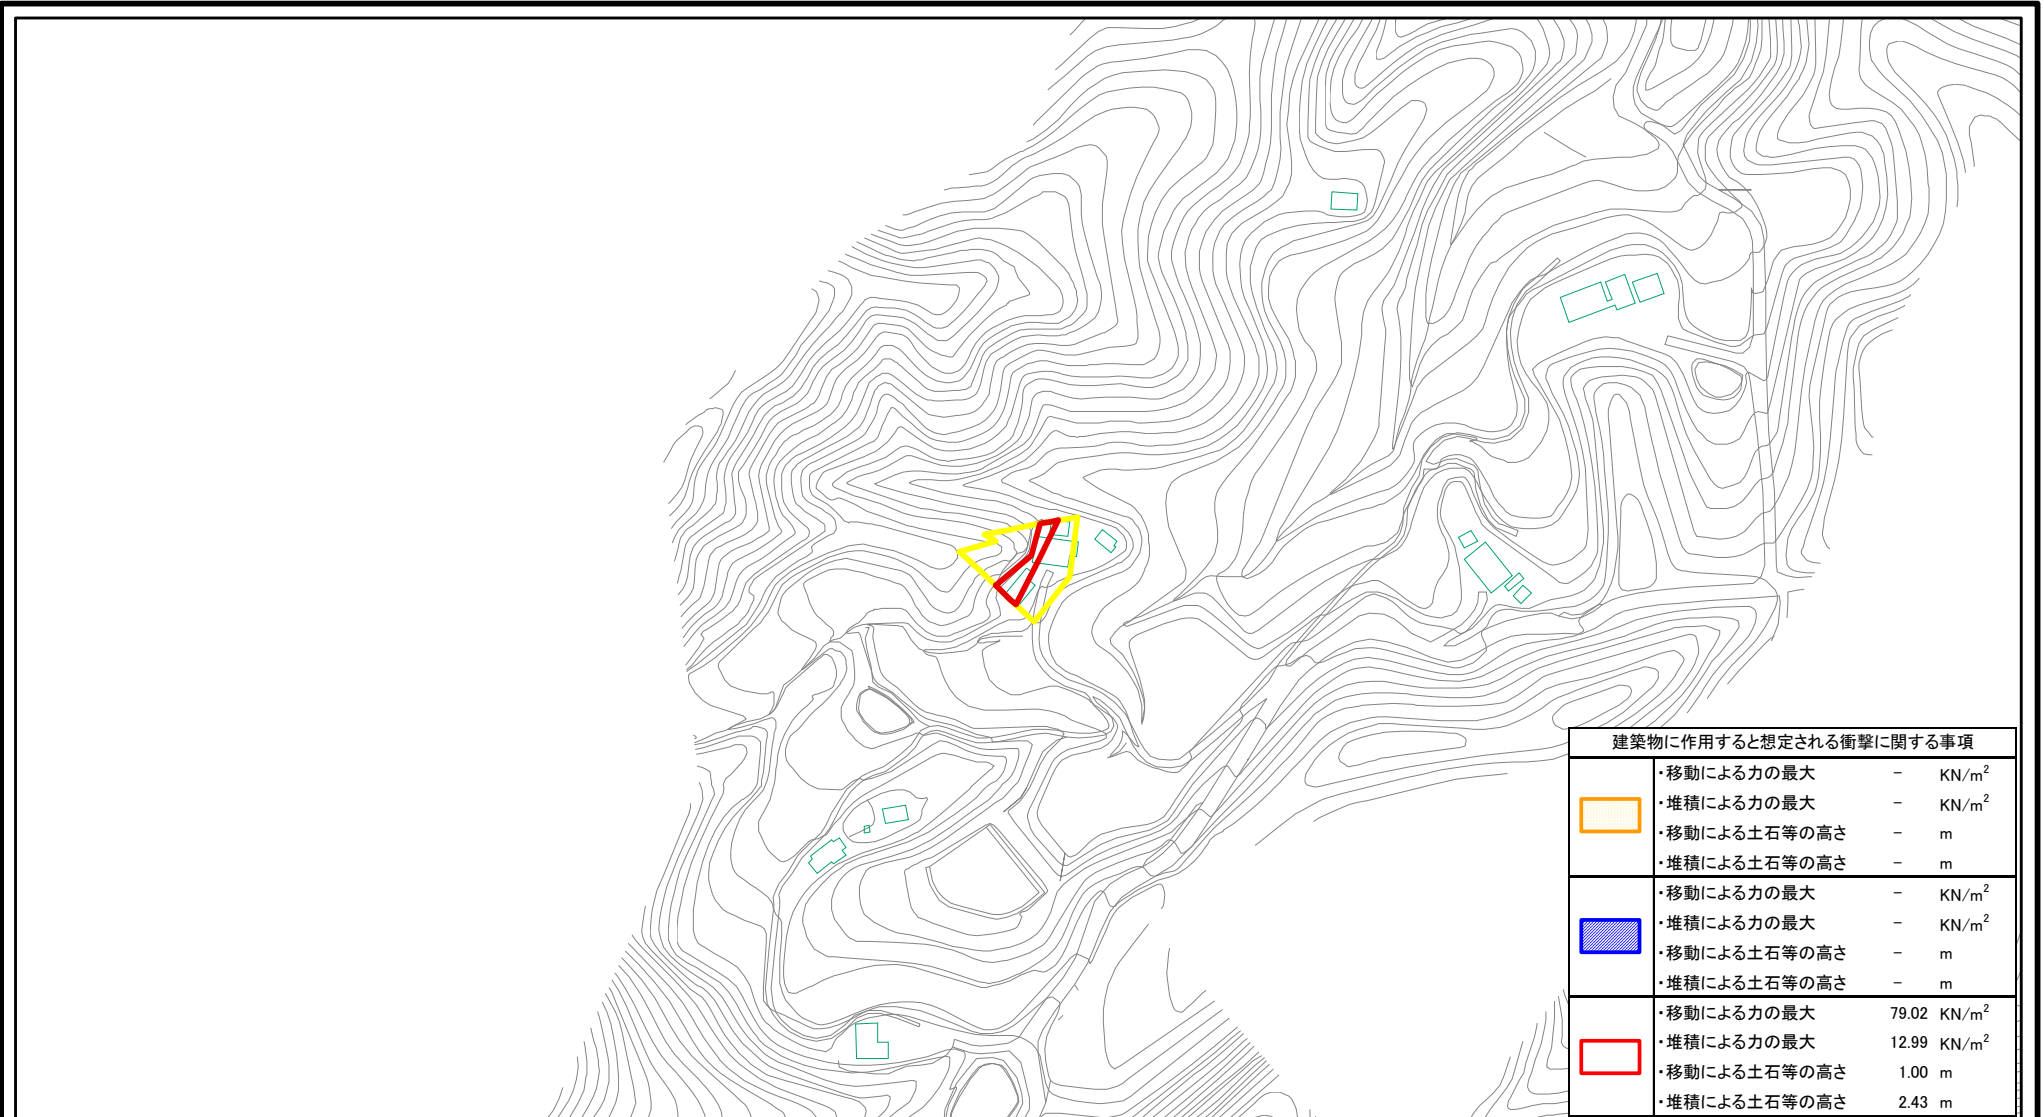 建築物に作用すると想定される衝撃に関する事項
・移動による力の最大 － KN/m²
・堆積による力の最大 － KN/m²
・移動による土石等の高さ － m
・堆積による土石等の高さ － m
・移動による力の最大 － KN/m²
・堆積による力の最大 － KN/m²
・移動による土石等の高さ － m
・堆積による土石等の高さ － m
・移動による力の最大 79.02 KN/m²
・堆積による力の最大 12.99 KN/m²
・移動による土石等の高さ 1.00 m
・堆積による土石等の高さ 2.43 m